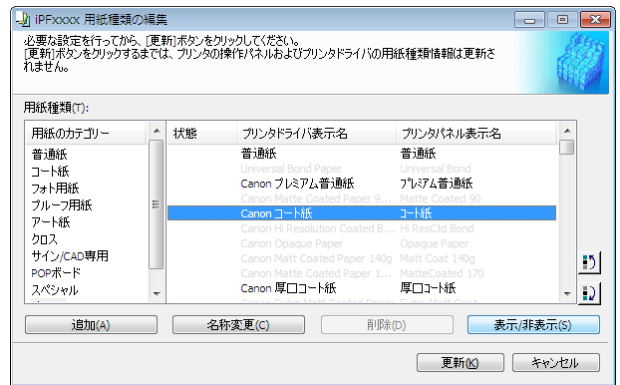 iPFxxxx 用紙種類の編集
必要な設定を行ってから、[更新]ボタンをクリックしてください。
[更新]ボタンをクリックするまでは、プリンタの操作パネルおよびプリンタドライバの用紙種類情報は更新さ
れません。
用紙種類(T):
用紙のカテゴリー
普通紙
コート紙
フォト用紙
プルーフ用紙
アート紙
クロス
サイン/CAD専用
POPボード
スペシャル
状態 プリンタドライバ表示名 プリンタパネル表示名
普通紙 普通紙
Universal Bond Paper Universal Bond
Canon プレミアム普通紙 プレミアム普通紙
Canon Matte Coated Paper 9... Matte Coated 90
Canon コート紙 コート紙
Canon Hi Resolution Coated B... Hi ResCtd Bond
Canon Opaque Paper Opaque Paper
Canon Matt Coated Paper 140g Matt Coat 140g
Canon Matte Coated Paper 1... MatteCoated 170
Canon 厚口コート紙 厚口コート紙
Canon Extra Matt Coated Paper Extra Matt Coat
追加(A) 名称変更(C) 削除(D) 表示/非表示(S)
更新(K) キャンセル